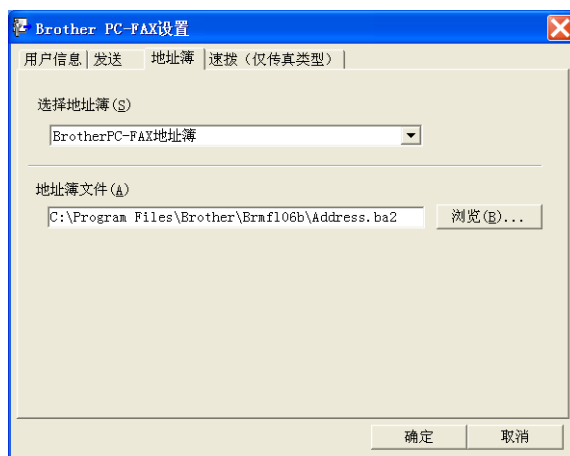 Brother PC-FAX设置
用户信息 发送 地址簿 速拨（仅传真类型）
选择地址簿(S)
BrotherPC-FAX地址簿
地址簿文件(A)
C:\Program Files\Brother\Brmfl06b\Address.ba2 浏览(B)...
确定 取消